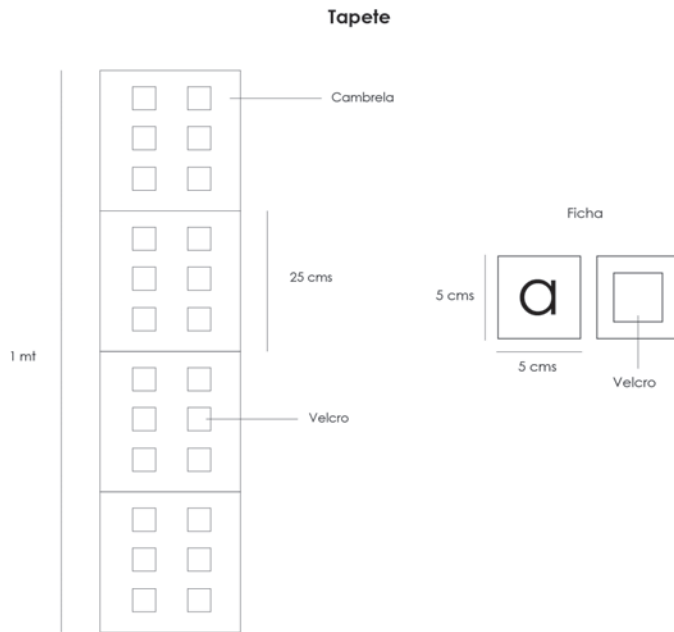 Tapete
Cambrela
Ficha
25 cms
5 cms
a
1 mt
5 cms
Velcro
Velcro